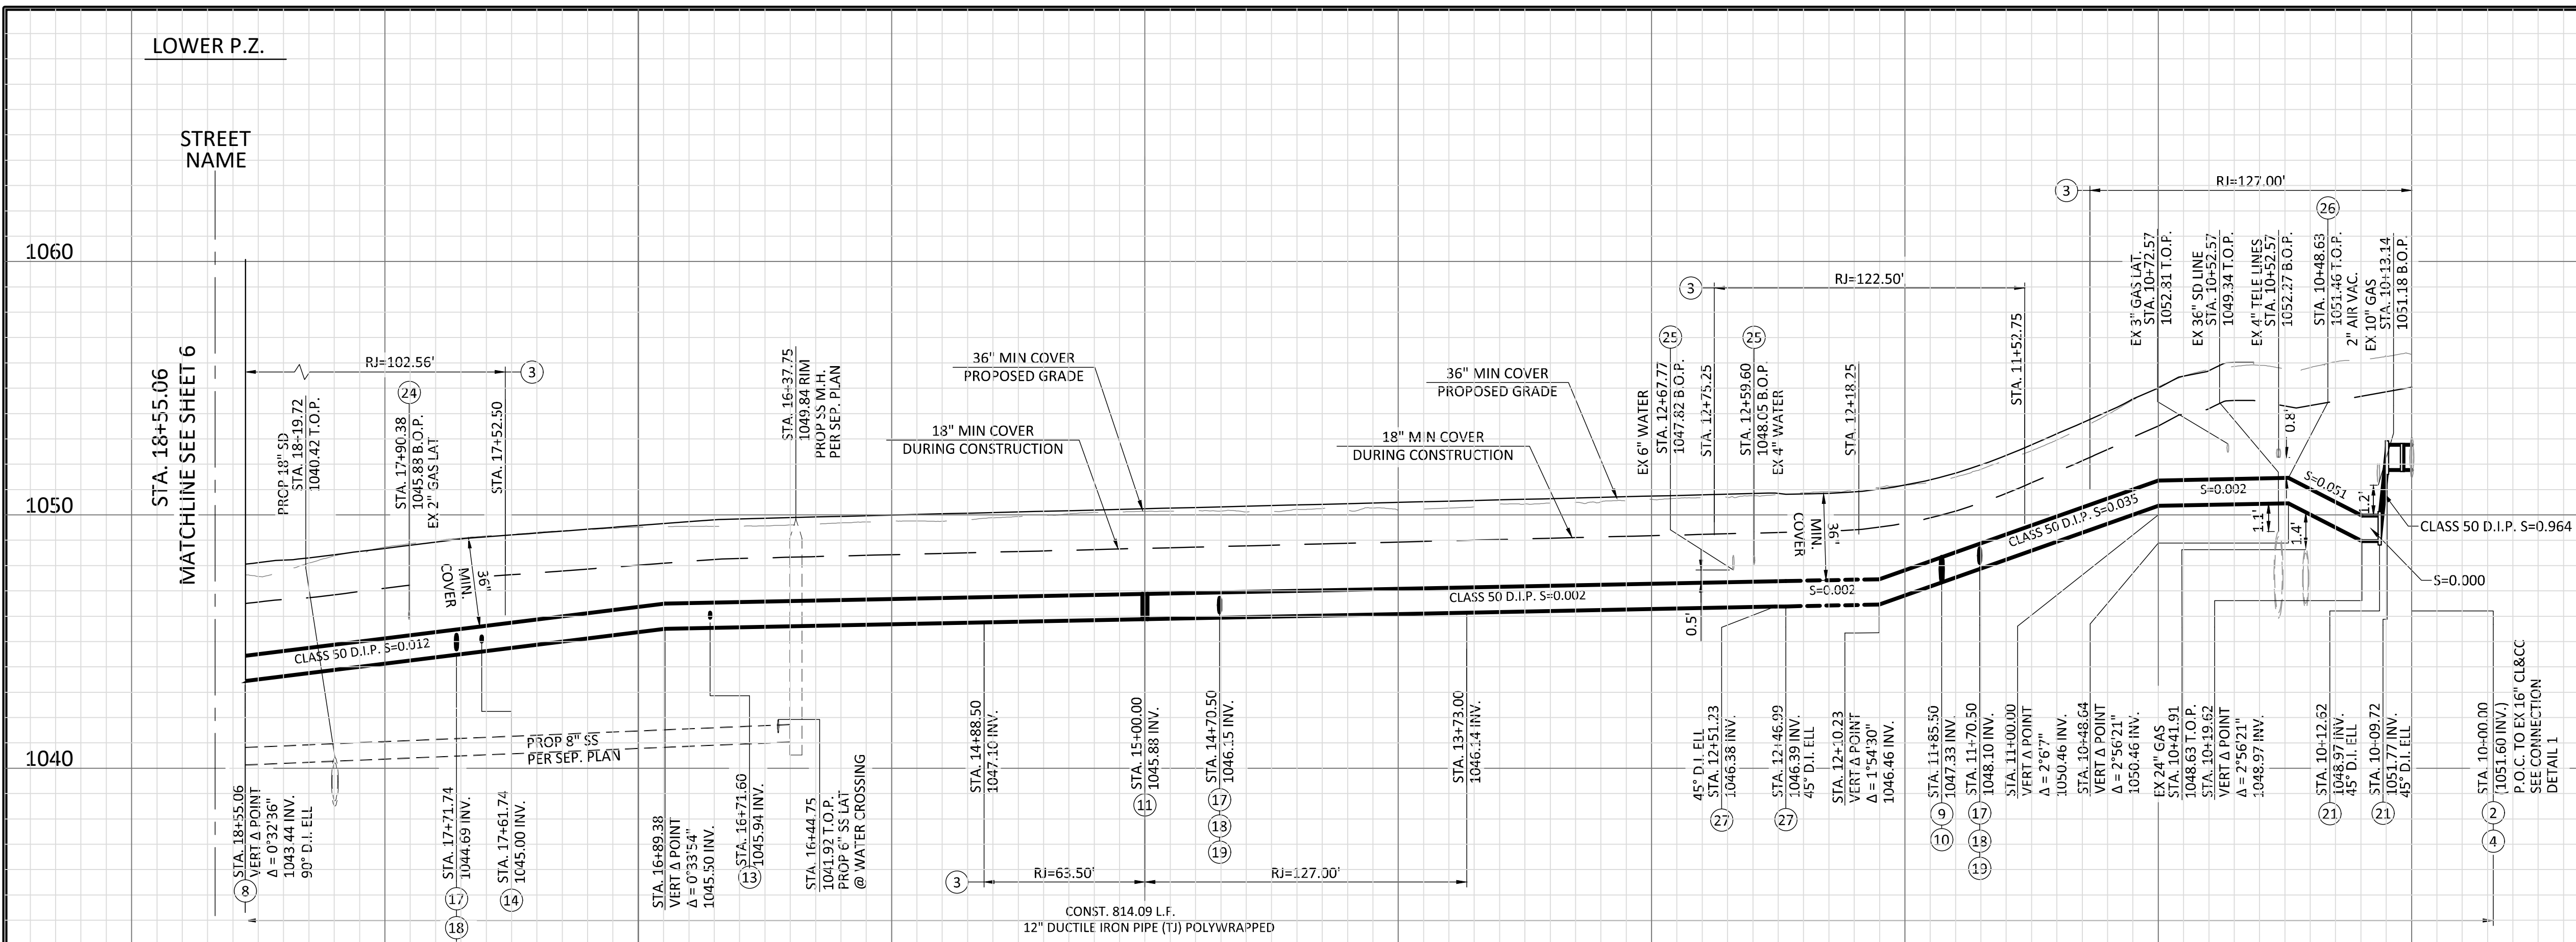 LOWER P.Z.
STREET
NAME
1060
1050
1040
STA. 18+55.06
MATCHLINE SEE SHEET 6
RJ=102.56'
3
PROP 18" SD
STA. 18+19.72
1040.42 T.O.P.
24
STA. 17+90.38
1045.88 B.O.P.
EX 2" GAS LAT
STA. 17+52.50
36"
MIN.
COVER
CLASS 50 D.I.P. S=0.012
PROP 8" SS
PER SEP. PLAN
STA. 16+37.75
1049.84 RIM
PROP SS M.H.
PER SEP. PLAN
36" MIN COVER
PROPOSED GRADE
18" MIN COVER
DURING CONSTRUCTION
36" MIN COVER
PROPOSED GRADE
18" MIN COVER
DURING CONSTRUCTION
CLASS 50 D.I.P. S=0.002
25
EX 6" WATER
STA. 12+67.77
1047.82 B.O.P.
3
RJ=122.50'
STA. 12+75.25
25
STA. 12+59.60
1048.05 B.O.P.
EX 4" WATER
STA. 12+18.25
36"
MIN.
COVER
0.5'
S=0.002
STA. 11+52.75
CLASS 50 D.I.P. S=0.035
3
RJ=127.00'
EX 3" GAS LAT.
STA. 10+72.57
1052.81 T.O.P.
EX 36" SD LINE
STA. 10+52.57
1049.34 T.O.P.
EX 4" TELE LINES
STA. 10+52.57
1052.27 B.O.P.
26
STA. 10+48.63
1051.46 T.O.P.
2" AIR VAC.
EX 10" GAS
STA. 10+13.14
1051.18 B.O.P.
0.8'
S=0.002
S=0.051
1.1'
1.4'
1.2'
CLASS 50 D.I.P. S=0.964
S=0.000
STA. 18+55.06
VERT Δ POINT
Δ = 0°32'36"
1043.44 INV.
90° D.I. ELL
8
STA. 17+71.74
1044.69 INV.
17
18
STA. 17+61.74
1045.00 INV.
14
STA. 16+89.38
VERT Δ POINT
Δ = 0°33'54"
1045.50 INV.
STA. 16+71.60
1045.94 INV.
13
STA. 16+44.75
1041.92 T.O.P.
PROP 6" SS LAT
@ WATER CROSSING
STA. 14+88.50
1047.10 INV.
STA. 15+00.00
1045.88 INV.
11
STA. 14+70.50
1046.15 INV.
17
18
19
STA. 13+73.00
1046.14 INV.
3
RJ=63.50'
RJ=127.00'
CONST. 814.09 L.F.
12" DUCTILE IRON PIPE (TJ) POLYWRAPPED
45° D.I. ELL
STA. 12+51.23
1046.38 INV.
27
STA. 12+46.99
1046.39 INV.
45° D.I. ELL
27
STA. 12+10.23
VERT Δ POINT
Δ = 1°54'30"
1046.46 INV.
STA. 11+85.50
1047.33 INV.
9
10
STA. 11+70.50
1048.10 INV.
17
18
19
STA. 11+00.00
VERT Δ POINT
Δ = 2°6'7"
1050.46 INV.
STA. 10+48.64
VERT Δ POINT
Δ = 2°56'21"
1050.46 INV.
EX 24" GAS
STA. 10+41.91
1048.63 T.O.P.
STA. 10+19.62
VERT Δ POINT
Δ = 2°56'21"
1048.97 INV.
STA. 10+12.62
1048.97 INV.
45° D.I. ELL
21
STA. 10+09.72
1051.77 INV.
45° D.I. ELL
21
STA. 10+00.00
(1051.60 INV.)
P.O.C. TO EX 16" CL&CC
SEE CONNECTION
DETAIL 1
2
4